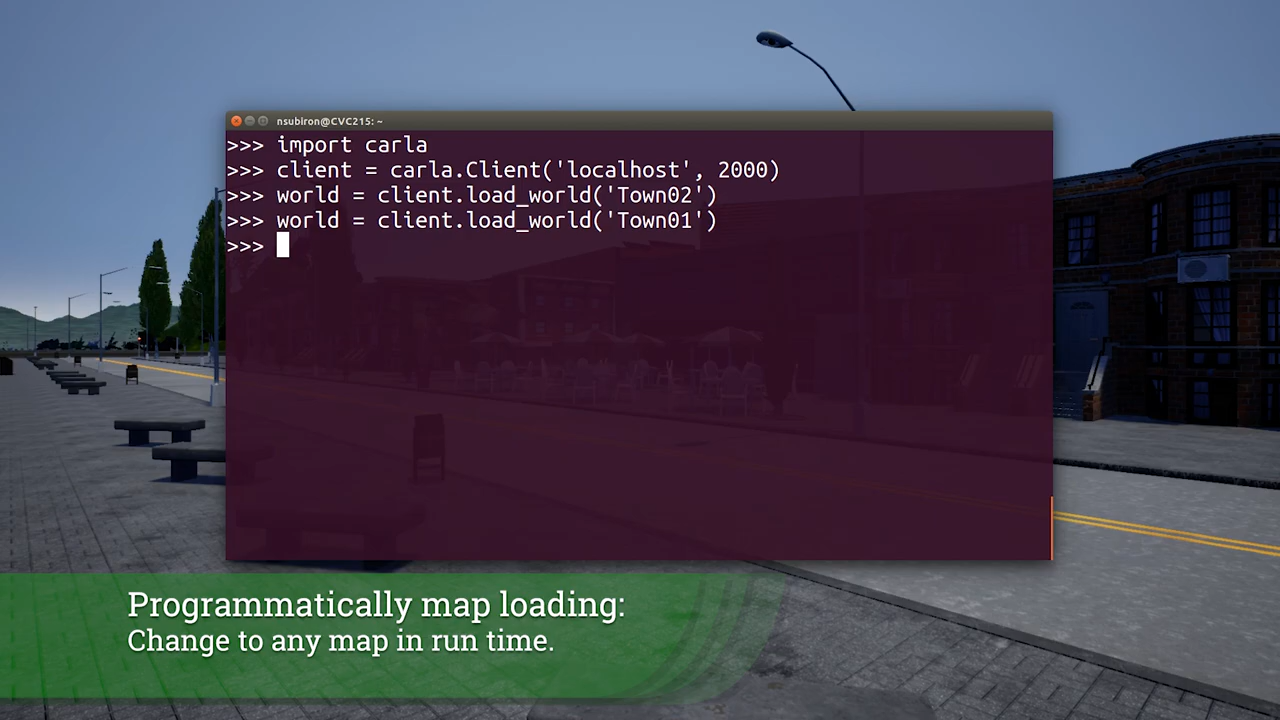 nsubiron@CVC215: ~
>>> import carla
>>> client = carla.Client('localhost', 2000)
>>> world = client.load_world('Town02')
>>> world = client.load_world('Town01')
>>>
Programmatically map loading:
Change to any map in run time.